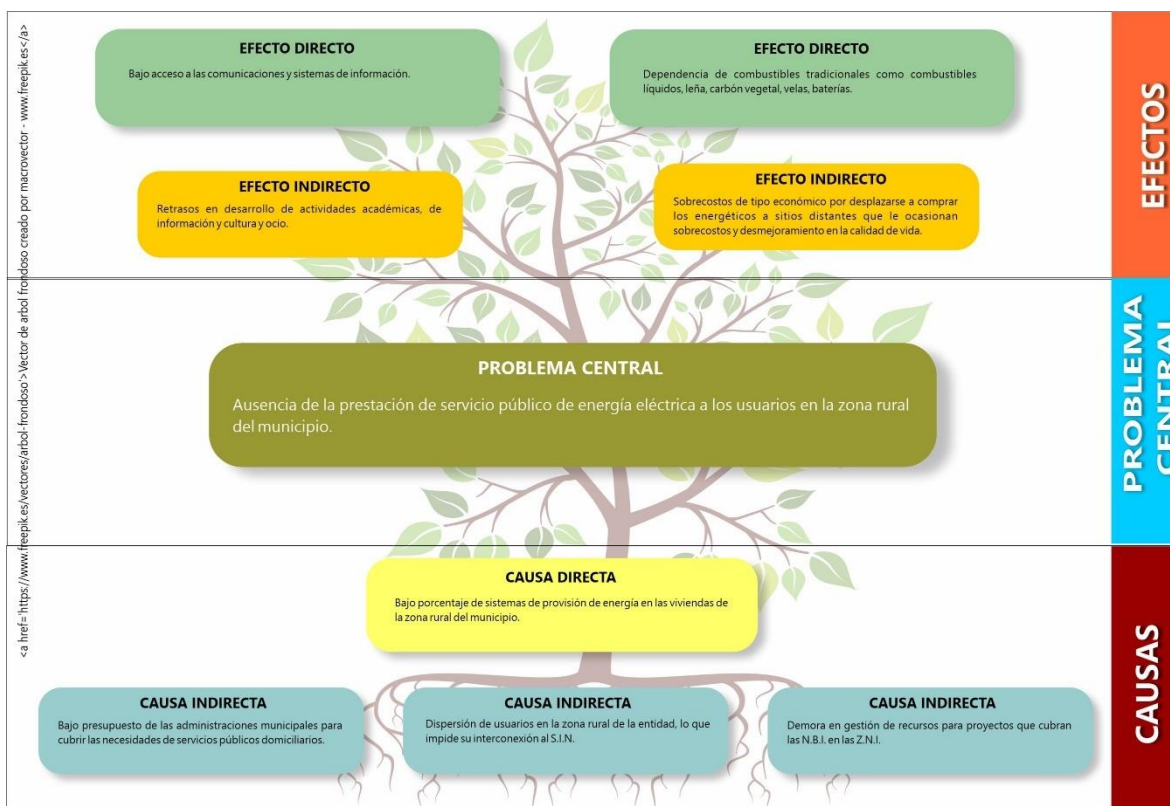 EFECTO DIRECTO
Bajo acceso a las comunicaciones y sistemas de información.
EFECTO DIRECTO
Dependencia de combustibles tradicionales como combustibles
líquidos, leña, carbón vegetal, velas, baterías.
EFECTO INDIRECTO
Retrasos en desarrollo de actividades académicas, de
información y cultura y ocio.
EFECTO INDIRECTO
Sobrecostos de tipo económico por desplazarse a comprar
los energéticos a sitios distantes que le ocasionan
sobrecostos y desmejoramiento en la calidad de vida.
EFECTOS
PROBLEMA CENTRAL
Ausencia de la prestación de servicio público de energía eléctrica a los usuarios en la zona rural
del municipio.
PROBLEMA
CENTRAL
CAUSA DIRECTA
Bajo porcentaje de sistemas de provisión de energía en las viviendas de
la zona rural del municipio.
CAUSA INDIRECTA
Bajo presupuesto de las administraciones municipales para
cubrir las necesidades de servicios públicos domiciliarios.
CAUSA INDIRECTA
Dispersión de usuarios en la zona rural de la entidad, lo que
impide su interconexión al S.I.N.
CAUSA INDIRECTA
Demora en gestión de recursos para proyectos que cubran
las N.B.I. en las Z.N.I.
CAUSAS
<a href='https://www.freepik.es/vectores/arbol-frondoso'>Vector de arbol frondoso creado por macrovector - www.freepik.es</a>